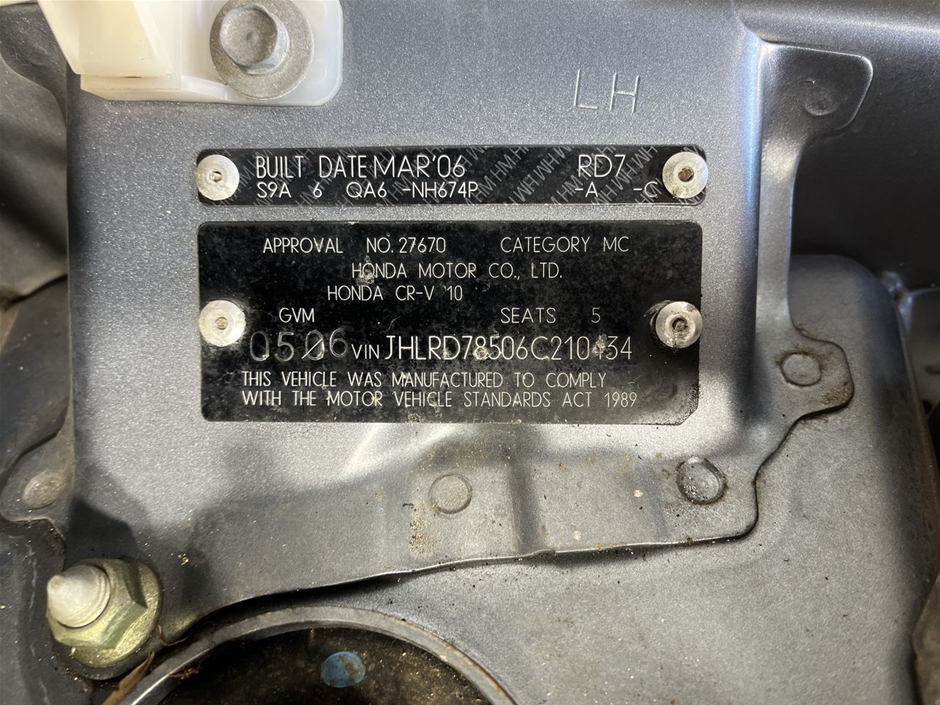 LH
BUILT DATE MAR'06 RD7
S9A 6 QA6 -NH674P -A -C
APPROVAL NO. 27670 CATEGORY MC
HONDA MOTOR CO., LTD.
HONDA CR-V '10
GVM SEATS 5
0506 VIN JHLRD78506C210434
THIS VEHICLE WAS MANUFACTURED TO COMPLY
WITH THE MOTOR VEHICLE STANDARDS ACT 1989